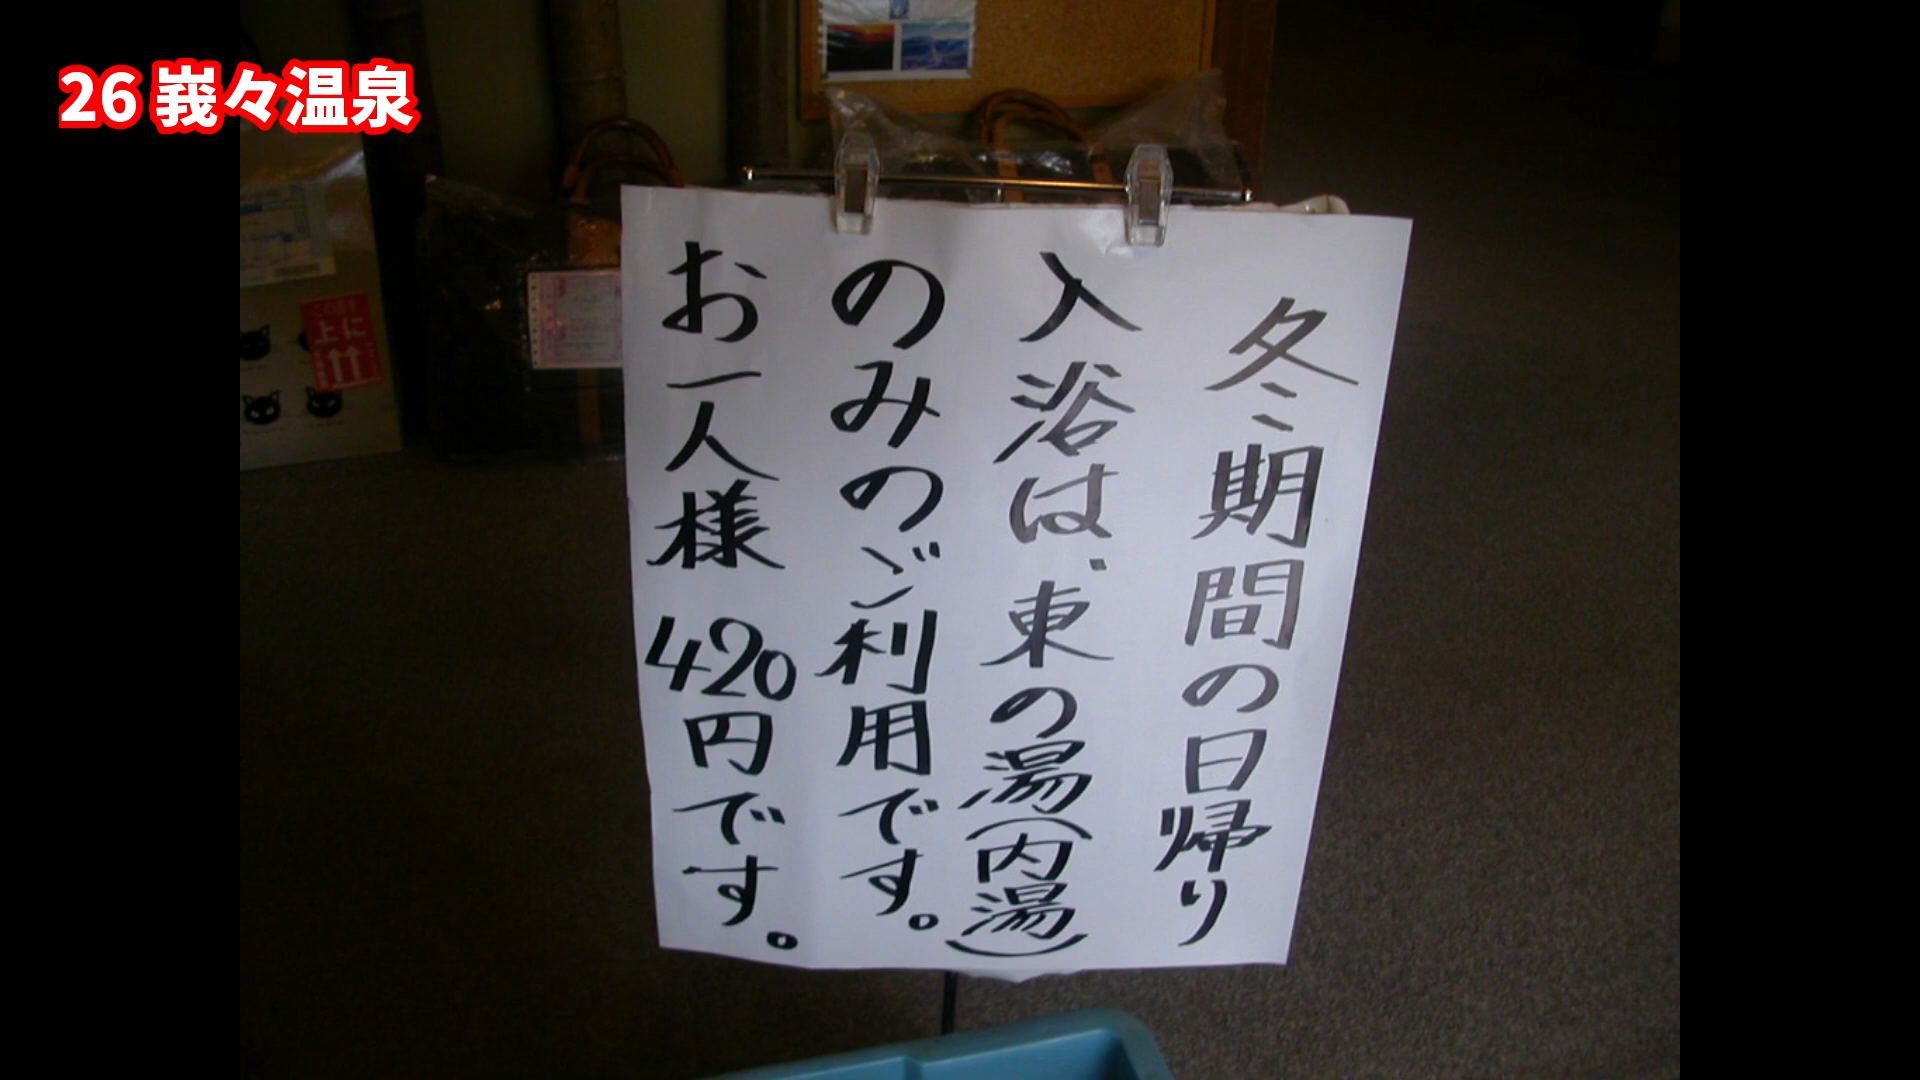 26 峩々温泉
冬期間の日帰り
入浴は、東の湯(内湯)
のみのご利用です。
お一人様 420円です。
上に